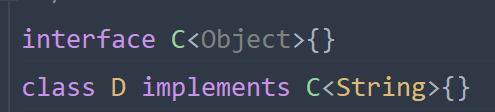 interface C<Object>{}
class D implements C<String>{}